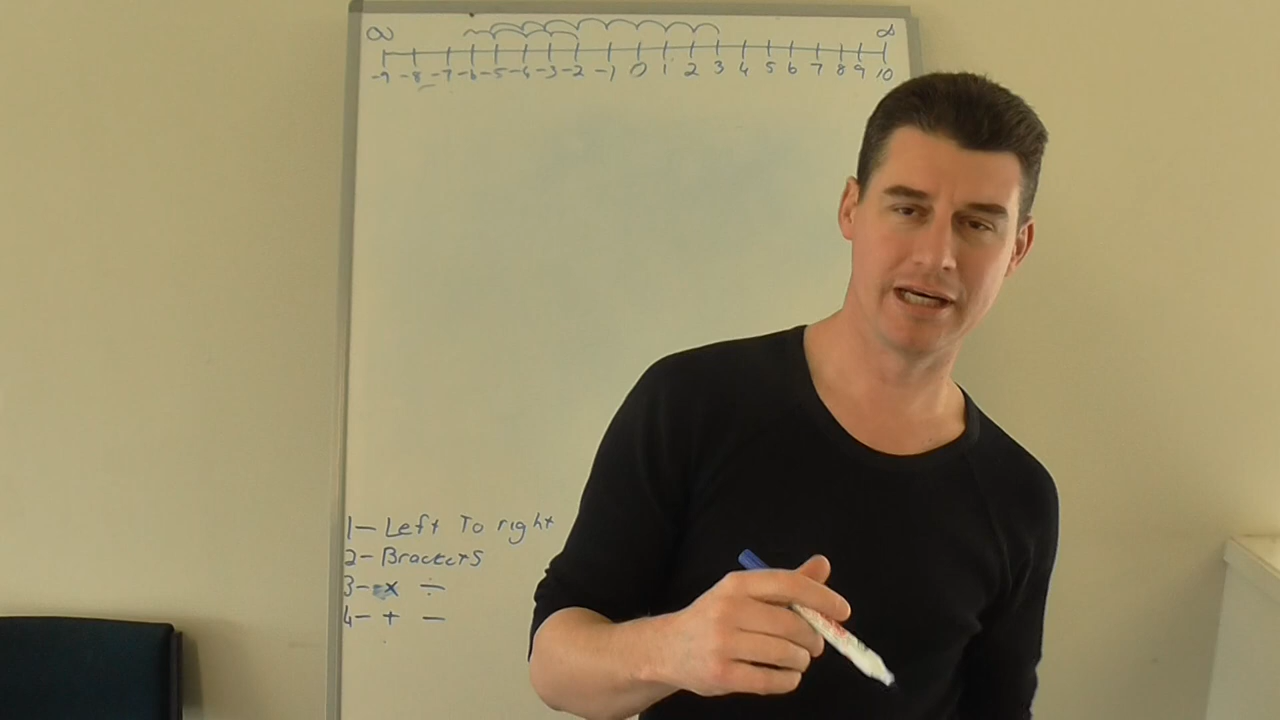 ∞ ∞
-9 -8 -7 -6 -5 -4 -3 -2 -1 0 1 2 3 4 5 6 7 8 9 10
1- Left To right
2- Brackets
3- × ÷
4- + -